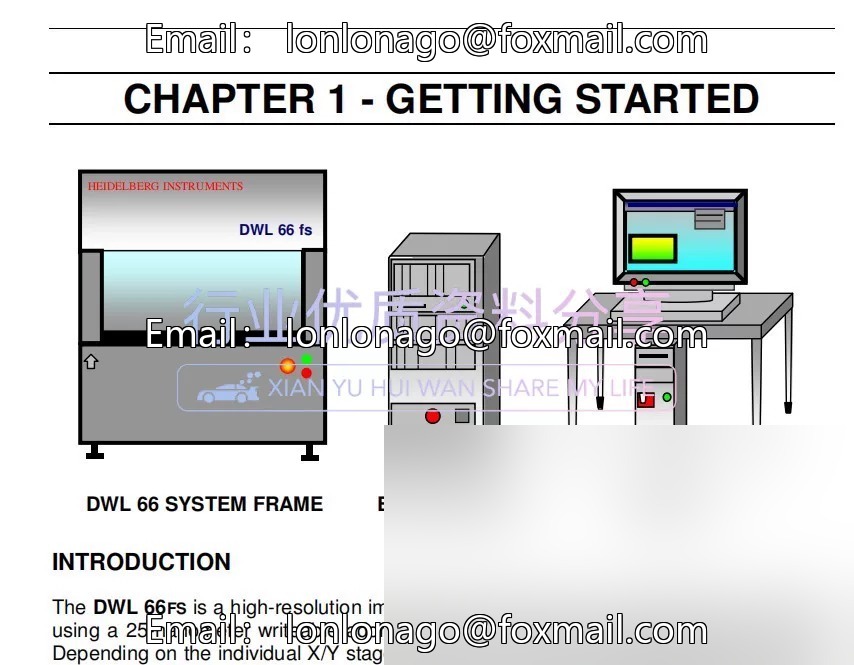 Email: lonlonago@foxmail.com
CHAPTER 1 - GETTING STARTED
HEIDELBERG INSTRUMENTS
DWL 66 fs
行业优质资料分享
Email: lonlonago@foxmail.com
XIAN YU HUI WAN SHARE MY LIFE
DWL 66 SYSTEM FRAME
INTRODUCTION
The DWL 66FS is a high-resolution
using a 25
Email: lonlonago@foxmail.com
Depending on the individual X/Y